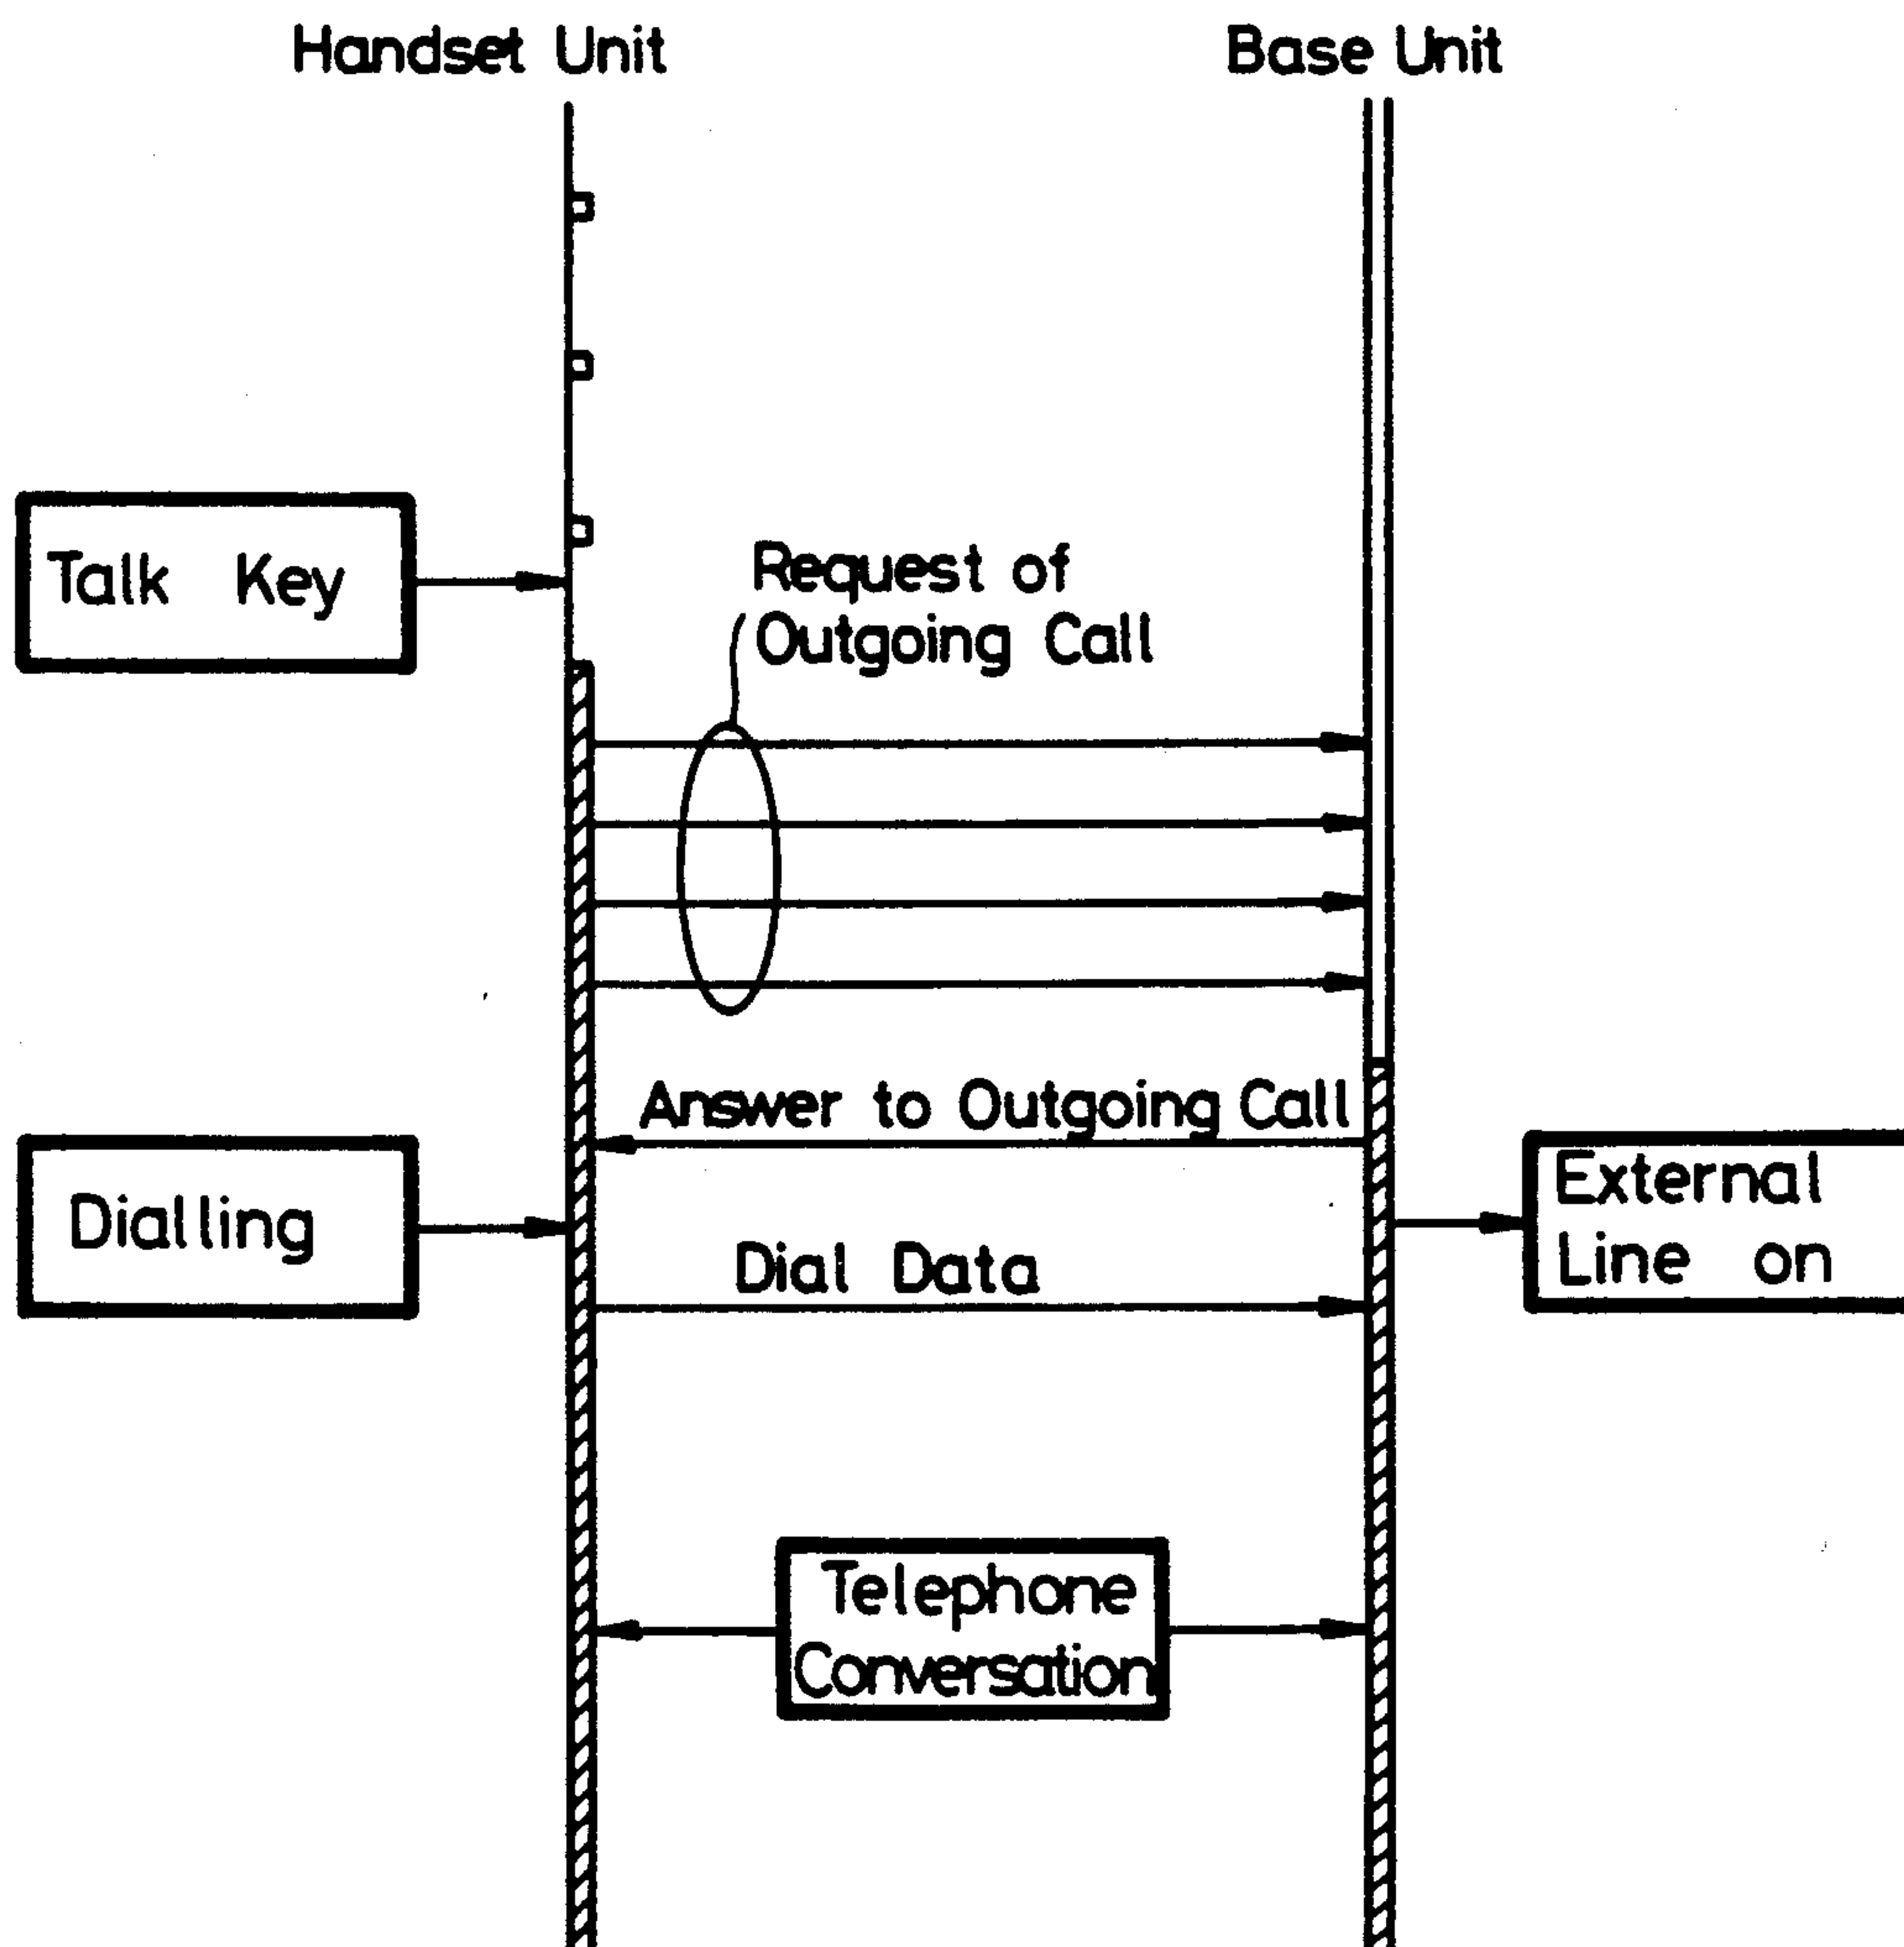 Handset Unit
Base Unit
Talk Key
Request of
Outgoing Call
Answer to Outgoing Call
Dialling
External
Line on
Dial Data
Telephone
Conversation